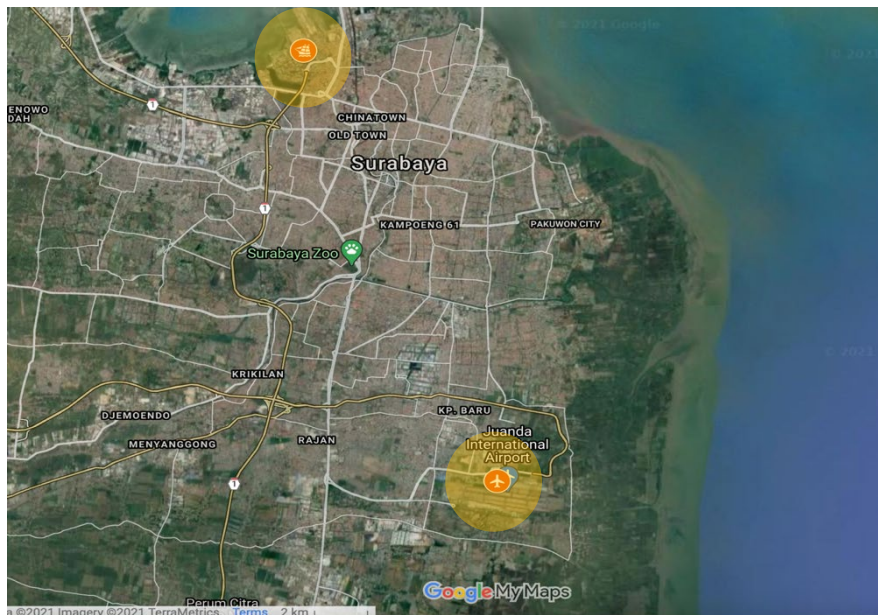 © 2021 Google
ENOWO
DAH
1
CHINATOWN
OLD TOWN
Surabaya
1
KAMPOENG 61
PAKUWON CITY
Surabaya Zoo
© 2021
KRIKILAN
DJEMOENDO
KP. BARU
MENYANGGONG
RAJAN
Juanda
International
Airport
1
Google My Maps
Perum Citra
©2021 Imagery ©2021 TerraMetrics Terms 2 km